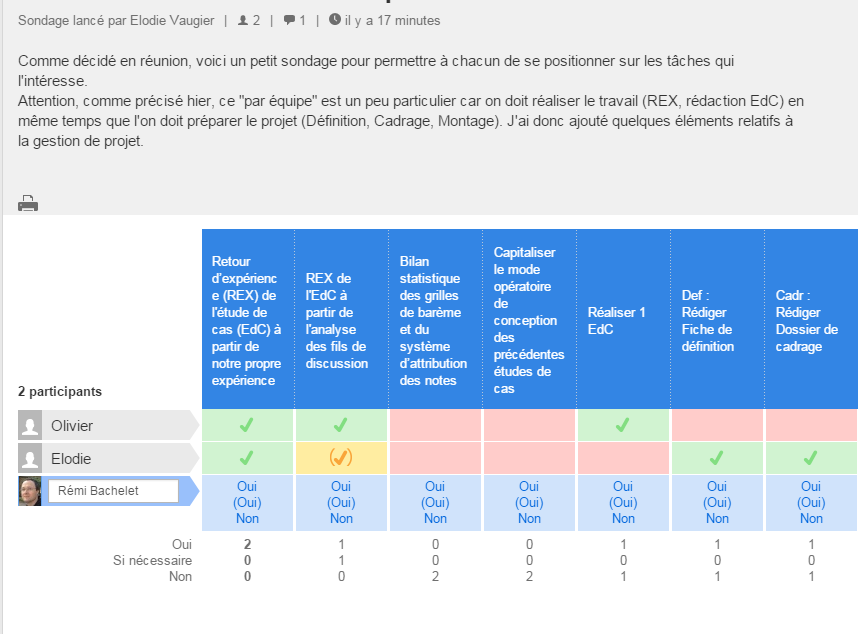 Sondage lancé par Elodie Vaugier | 2 | 1 | il y a 17 minutes
Comme décidé en réunion, voici un petit sondage pour permettre à chacun de se positionner sur les tâches qui
l'intéresse.
Attention, comme précisé hier, ce "par équipe" est un peu particulier car on doit réaliser le travail (REX, rédaction EdC) en
même temps que l'on doit préparer le projet (Définition, Cadrage, Montage). J'ai donc ajouté quelques éléments relatifs à
la gestion de projet.
Retour
d'expérienc
e (REX) de
l'étude de
cas (EdC) à
partir de
notre propre
expérience
REX de
l'EdC à
partir de
l'analyse
des fils de
discussion
Bilan
statistique
des grilles
de barème
et du
système
d'attribution
des notes
Capitaliser
le mode
opératoire
de
conception
des
précédentes
études de
cas
Réaliser 1
EdC
Def :
Rédiger
Fiche de
définition
Cadr :
Rédiger
Dossier de
cadrage
2 participants
Olivier
Elodie
Rémi Bachelet
Oui Oui Oui Oui Oui Oui Oui
(Oui) (Oui) (Oui) (Oui) (Oui) (Oui) (Oui)
Non Non Non Non Non Non Non
Oui 2 1 0 0 1 1 1
Si nécessaire 0 1 0 0 0 0 0
Non 0 0 2 2 1 1 1